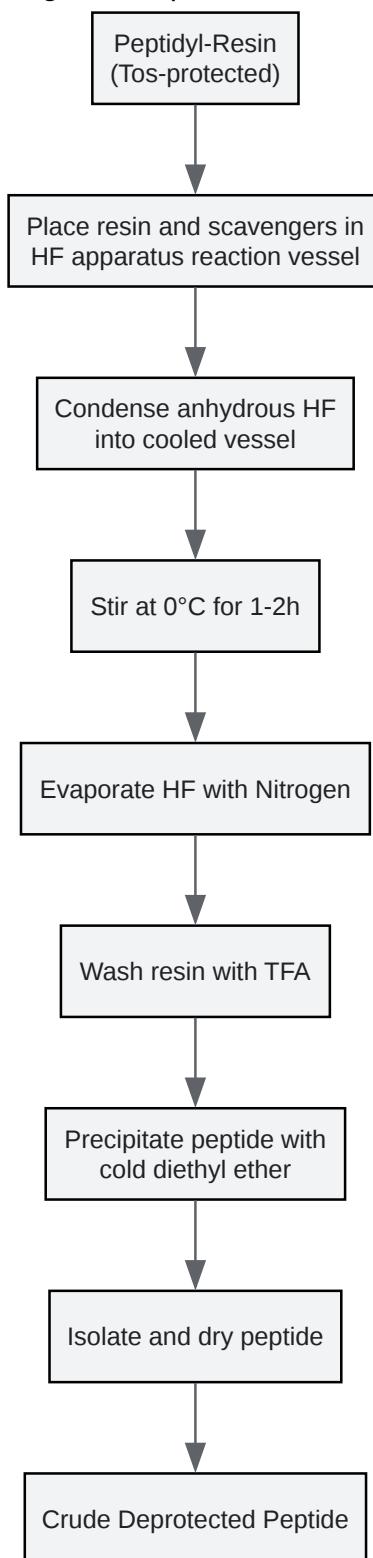 Peptidyl-Resin
(Tos-protected)
Place resin and scavengers in
HF apparatus reaction vessel
Condense anhydrous HF
into cooled vessel
Stir at 0°C for 1-2h
Evaporate HF with Nitrogen
Wash resin with TFA
Precipitate peptide with
cold diethyl ether
Isolate and dry peptide
Crude Deprotected Peptide